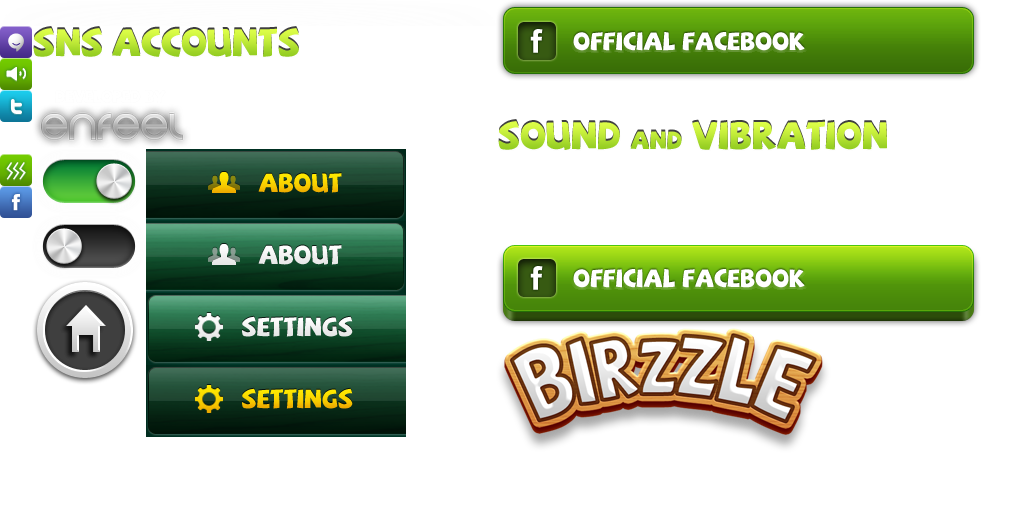 SNS ACCOUNTS
OFFICIAL FACEBOOK
enfeel
SOUND AND VIBRATION
ABOUT
ABOUT
SETTINGS
SETTINGS
OFFICIAL FACEBOOK
BIRZZLE